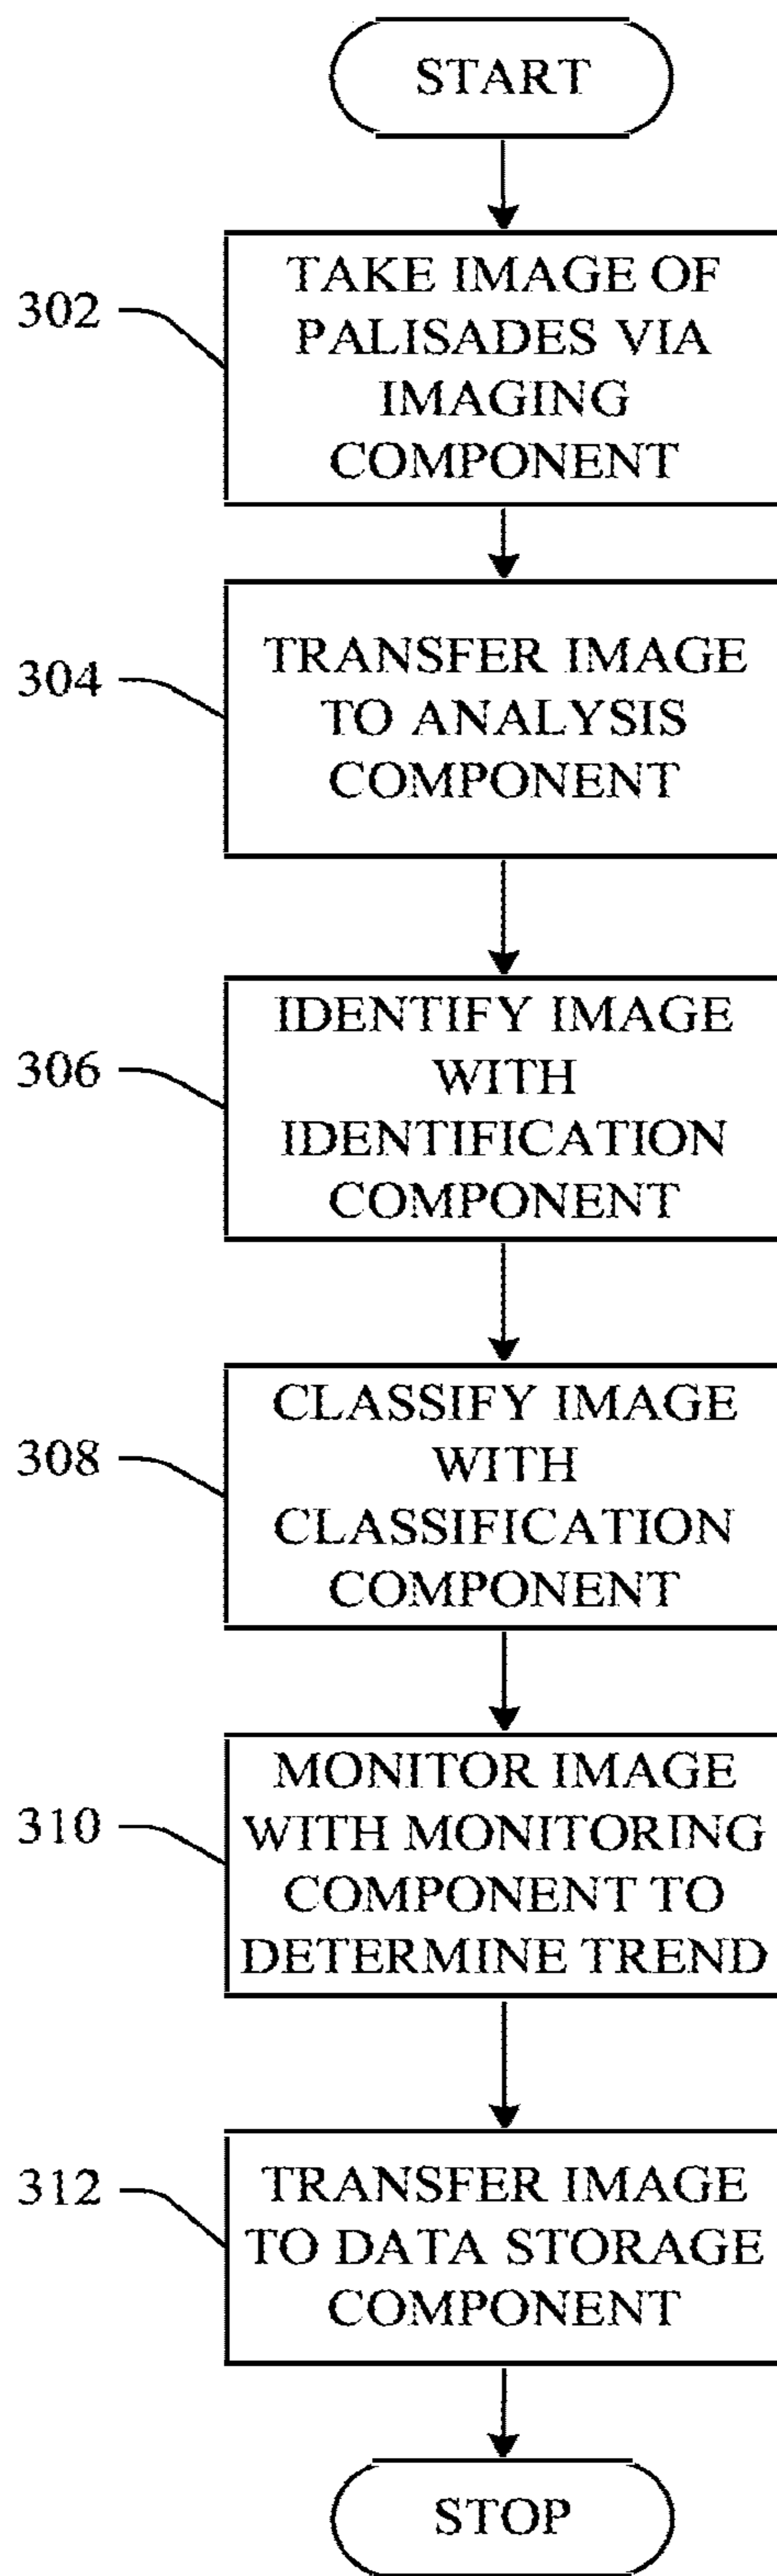 START
302
TAKE IMAGE OF
PALISADES VIA
IMAGING
COMPONENT
304
TRANSFER IMAGE
TO ANALYSIS
COMPONENT
306
IDENTIFY IMAGE
WITH
IDENTIFICATION
COMPONENT
308
CLASSIFY IMAGE
WITH
CLASSIFICATION
COMPONENT
310
MONITOR IMAGE
WITH MONITORING
COMPONENT TO
DETERMINE TREND
312
TRANSFER IMAGE
TO DATA STORAGE
COMPONENT
STOP